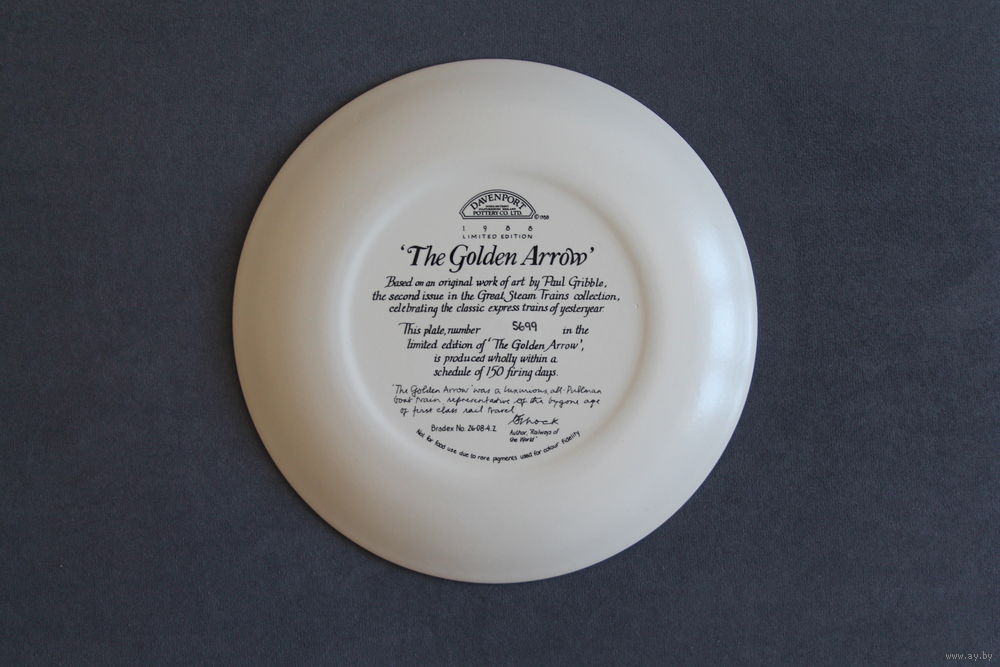 DAVENPORT
POTTERY CO. LTD.
© 1988
1988
LIMITED EDITION
'The Golden Arrow'
Based on an original work of art by Paul Gribble,
the second issue in the Great Steam Trains collection,
celebrating the classic express trains of yesteryear.
This plate, number 5699 in the
limited edition of 'The Golden Arrow',
is produced wholly within a
schedule of 150 firing days.
'The Golden Arrow' was a luxurious all-Pullman
boat train, representative of the bygone age
of first class rail travel
Bradex No. 26-D8-4.2
Author, "Railways of
the World"
Not for food use due to rare pigments used for colour fidelity
www.ay.by